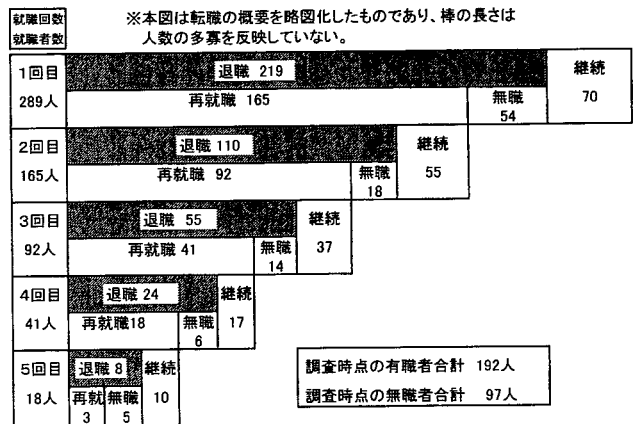 就職回数
就職者数
※本図は転職の概要を略図化したものであり、棒の長さは
人数の多寡を反映していない。
1回目
289人
退職 219
再就職 165
無職
54
継続
70
2回目
165人
退職 110
再就職 92
無職
18
継続
55
3回目
92人
退職 55
再就職 41
無職
14
継続
37
4回目
41人
退職 24
再就職18
無職
6
継続
17
5回目
18人
退職 8
再就
3
無職
5
継続
10
調査時点の有職者合計 192人
調査時点の無職者合計 97人